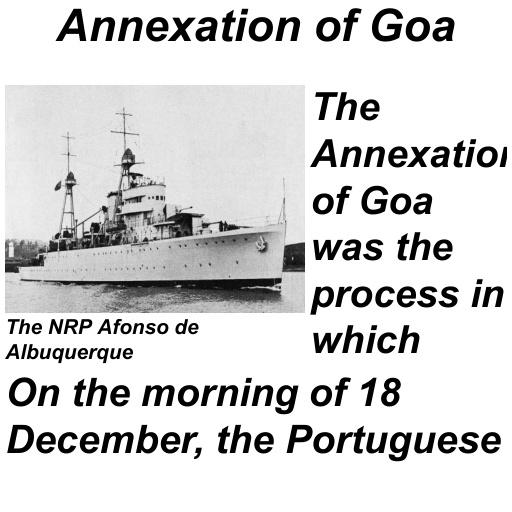 Annexation of Goa
The
Annexation
of Goa
was the
process in
which
The NRP Afonso de
Albuquerque
On the morning of 18
December, the Portuguese